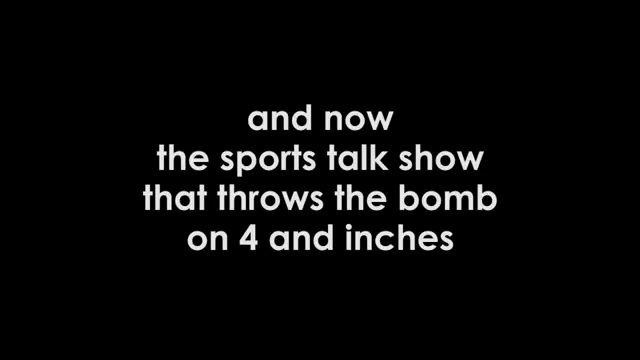 and now
the sports talk show
that throws the bomb
on 4 and inches